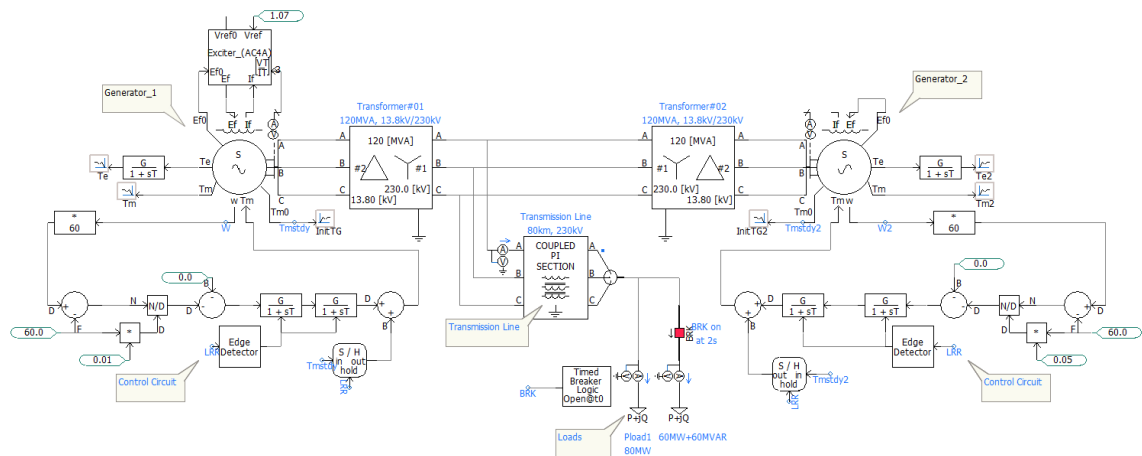 1.07
Vref0 Vref
Exciter_(AC4A)
VT
IT
3
Ef0
Ef If
Generator_1
Ef0
Ef If
A
V
S
Te
Tm
w Tm
Tm0
G
1 + sT
Te
Tm
InitTG
Tmstdy
W
*
60
Transformer#01
120MVA, 13.8kV/230kV
A
B
C
120 [MVA]
#2
#1
230.0 [kV]
13.80 [kV]
A
B
C
A
B
C
Transformer#02
120MVA, 13.8kV/230kV
A
B
C
120 [MVA]
#1
#2
230.0 [kV]
13.80 [kV]
A
B
C
A
B
C
A
V
If Ef
Ef0
Generator_2
S
Te
Tm
Tm w
Tm0
G
1 + sT
Te2
Tm2
InitTG2
Tmstdy2
W2
*
60
Transmission Line
80km, 230kV
A
V
A
B
C
COUPLED
PI
SECTION
A
B
C
Transmission Line
0.0
B
D
+
-
F
N
N/D
D
D
+
-
G
1 + sT
G
1 + sT
D
+
+
B
60.0
*
0.01
D
LRR
Edge
Detector
Control Circuit
Tmstdy
S / H
in out
hold
LRR
BRK
BRK on
at 2s
BRK
Timed
Breaker
Logic
Open@t0
A
V
A
V
P+jQ
P+jQ
Loads
Pload1
80MW
60MW+60MVAR
0.0
B
D
+
+
B
D
G
1 + sT
G
1 + sT
-
+
D
N/D
N
D
-
+
D
F
60.0
*
0.05
Edge
Detector
LRR
Control Circuit
S / H
out in
hold
Tmstdy2
LRR